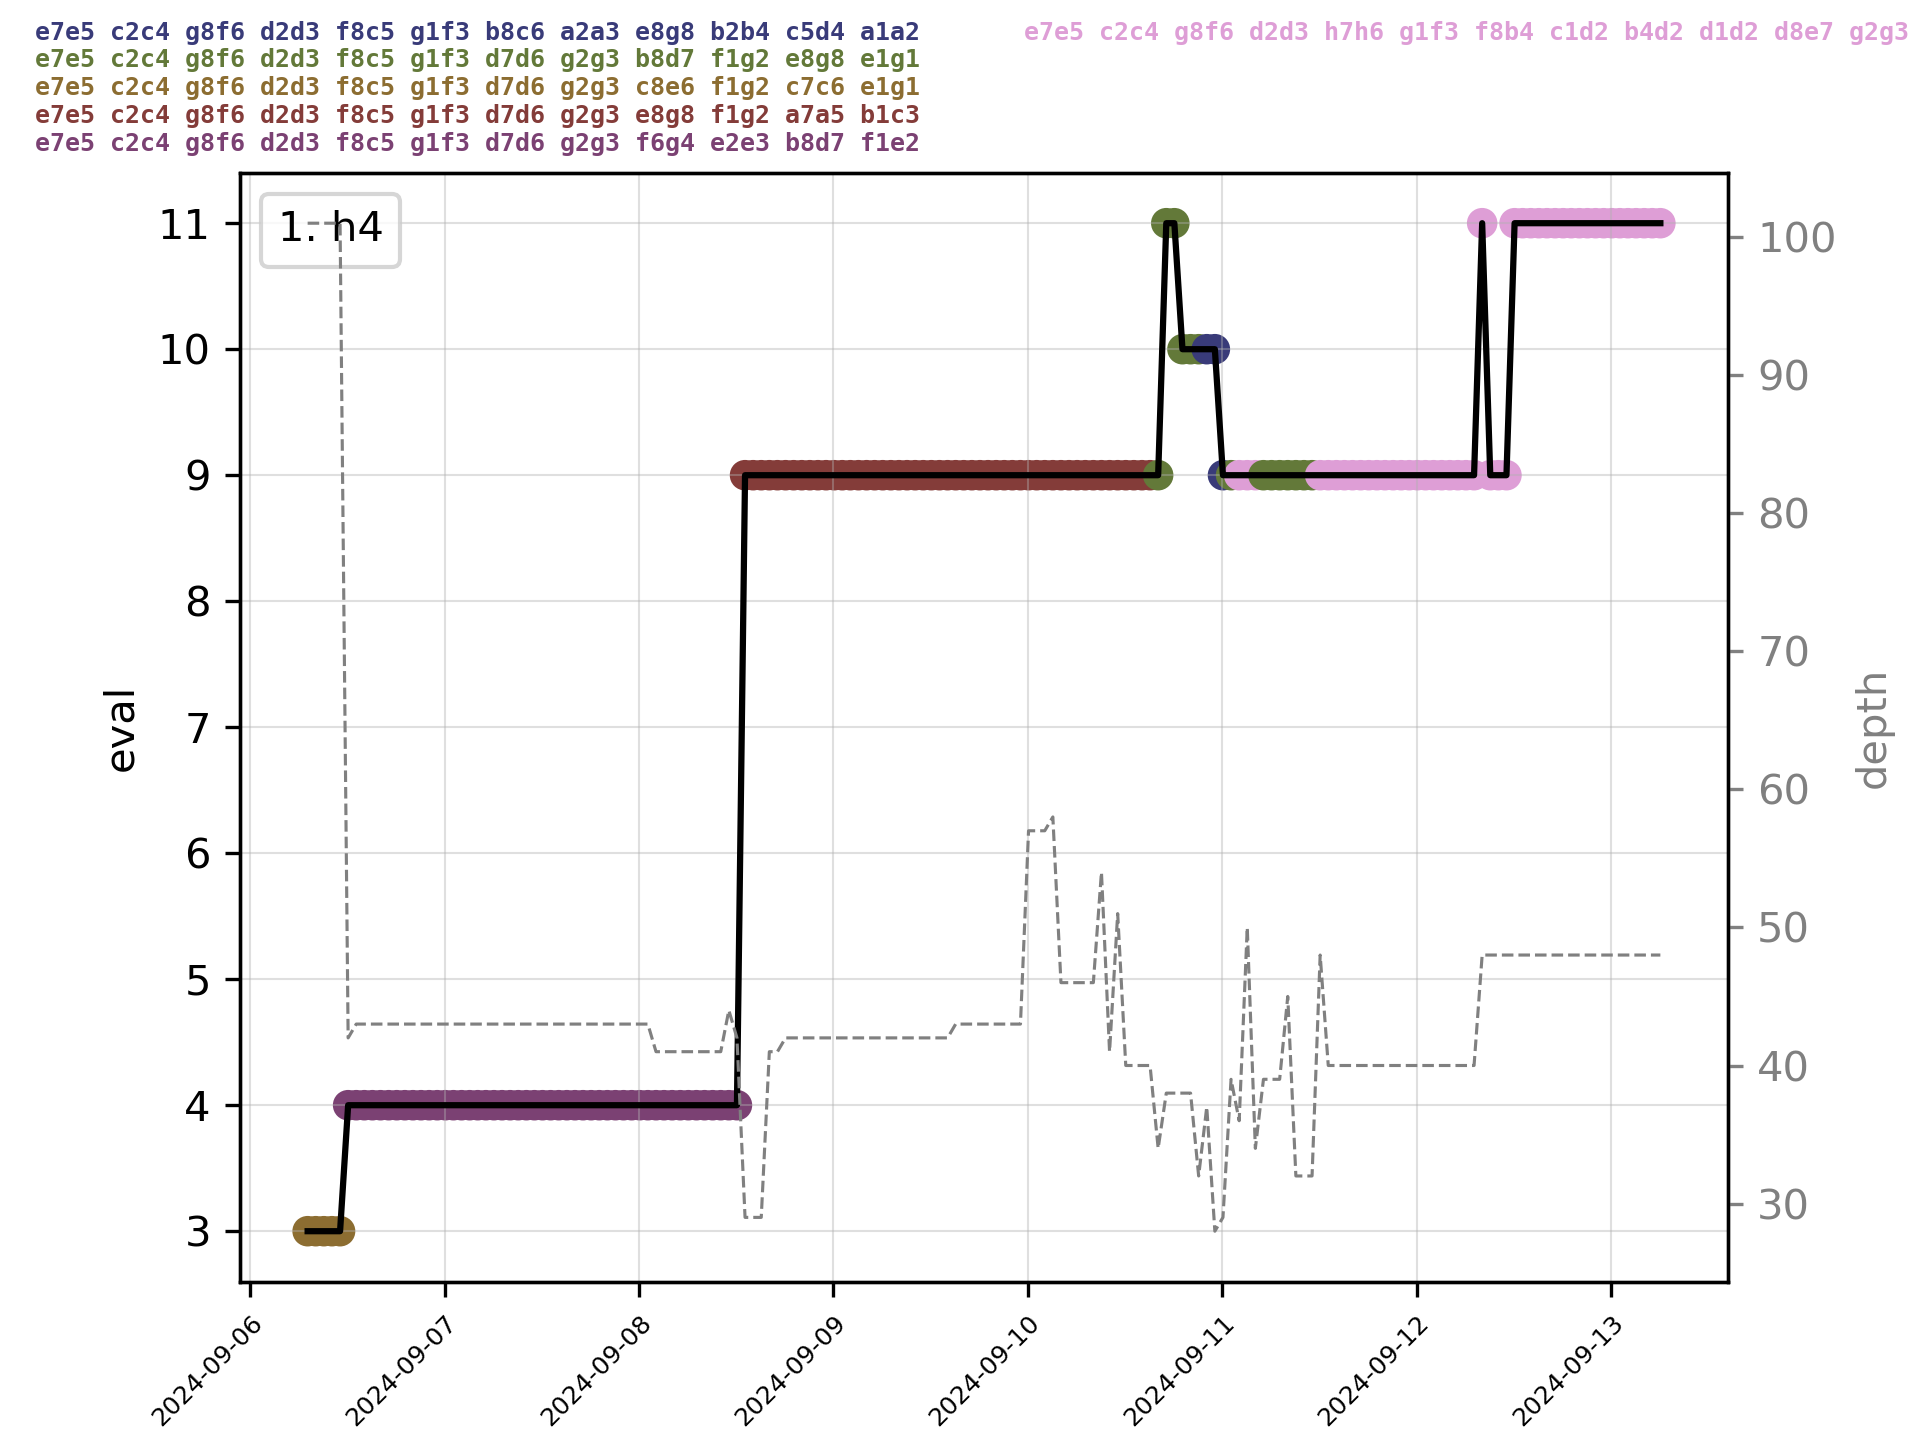 e7e5 c2c4 g8f6 d2d3 f8c5 g1f3 b8c6 a2a3 e8g8 b2b4 c5d4 a1a2
e7e5 c2c4 g8f6 d2d3 f8c5 g1f3 d7d6 g2g3 b8d7 f1g2 e8g8 e1g1
e7e5 c2c4 g8f6 d2d3 f8c5 g1f3 d7d6 g2g3 c8e6 f1g2 c7c6 e1g1
e7e5 c2c4 g8f6 d2d3 f8c5 g1f3 d7d6 g2g3 e8g8 f1g2 a7a5 b1c3
e7e5 c2c4 g8f6 d2d3 f8c5 g1f3 d7d6 g2g3 f6g4 e2e3 b8d7 f1e2
e7e5 c2c4 g8f6 d2d3 h7h6 g1f3 f8b4 c1d2 b4d2 d1d2 d8e7 g2g3
1. h4
11
10
9
8
7
6
5
4
3
eval
100
90
80
70
60
50
40
30
depth
2024-09-06
2024-09-07
2024-09-08
2024-09-09
2024-09-10
2024-09-11
2024-09-12
2024-09-13